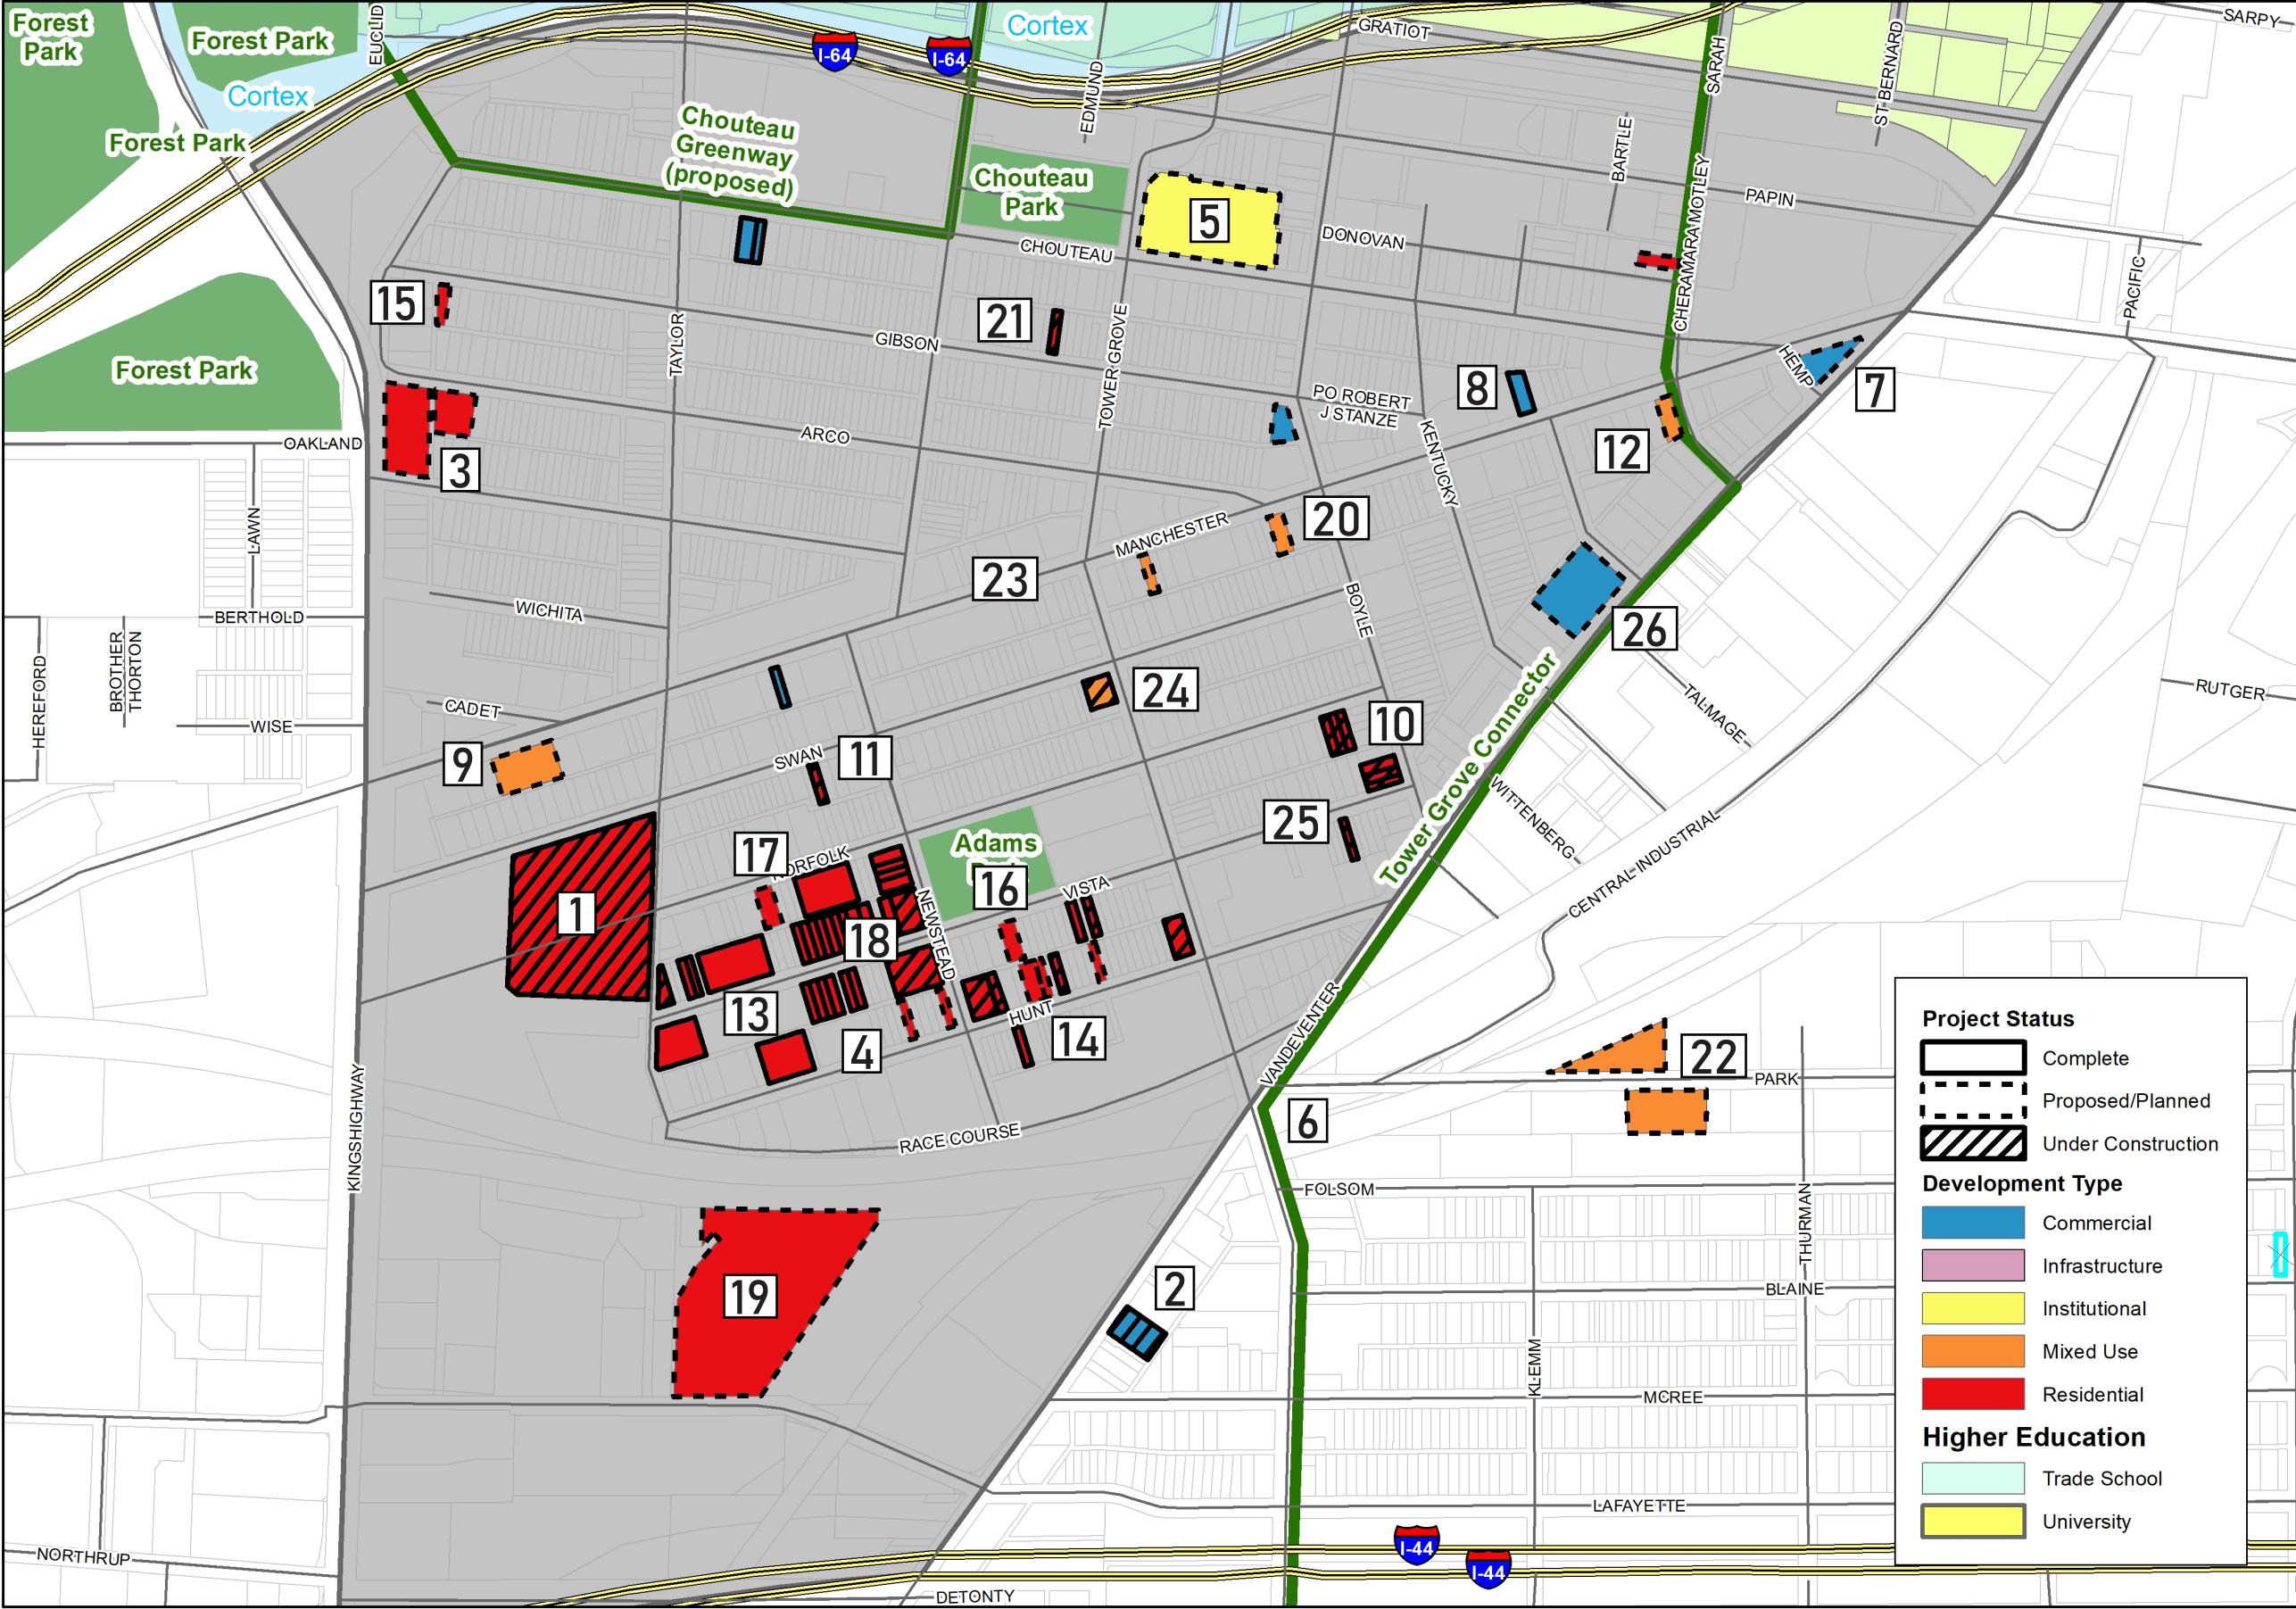 Forest
Park
Forest Park
EUCLID
Cortex
I-64
I-64
Cortex
GRATIOT
SARAH
ST BERNARD
SARPY
Cortex
Forest Park
Chouteau
Greenway
(proposed)
EDMUND
Chouteau
Park
5
BARTLE
PAPIN
CHOUTEAU
DONOVAN
CHERAMARA MOTLEY
PACIFIC
15
TAYLOR
GIBSON
21
TOWER GROVE
Forest Park
8
PO ROBERT
J STANZE
HEMP
7
OAKLAND
3
ARCO
KENTUCKY
12
LAWN
MANCHESTER
20
23
BERTHOLD
WICHITA
BOYLE
26
HEREFORD
BROTHER
THORTON
WISE
CADET
24
Tower Grove Connector
TALMAGE
RUTGER
9
SWAN
11
10
25
WITTENBERG
CENTRAL INDUSTRIAL
17
Adams
16
VISTA
1
18
NEWSTEAD
13
4
HUNT
14
VANDEVENTER
22
PARK
KINGSHIGHWAY
RACE COURSE
6
FOLSOM
THURMAN
19
2
BLAINE
KLEMM
MCREE
LAFAYETTE
I-44
I-44
NORTHRUP
DETONTY
Project Status
Complete
Proposed/Planned
Under Construction
Development Type
Commercial
Infrastructure
Institutional
Mixed Use
Residential
Higher Education
Trade School
University